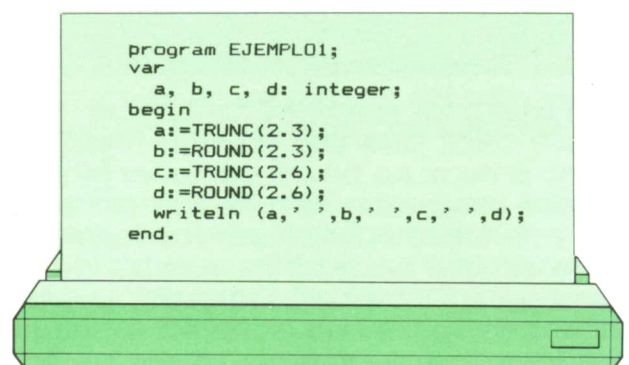 program EJEMPLO1;
var
a, b, c, d: integer;
begin
a:=TRUNC(2.3);
b:=ROUND(2.3);
c:=TRUNC(2.6);
d:=ROUND(2.6);
writeln (a,' ',b,' ',c,' ',d);
end.